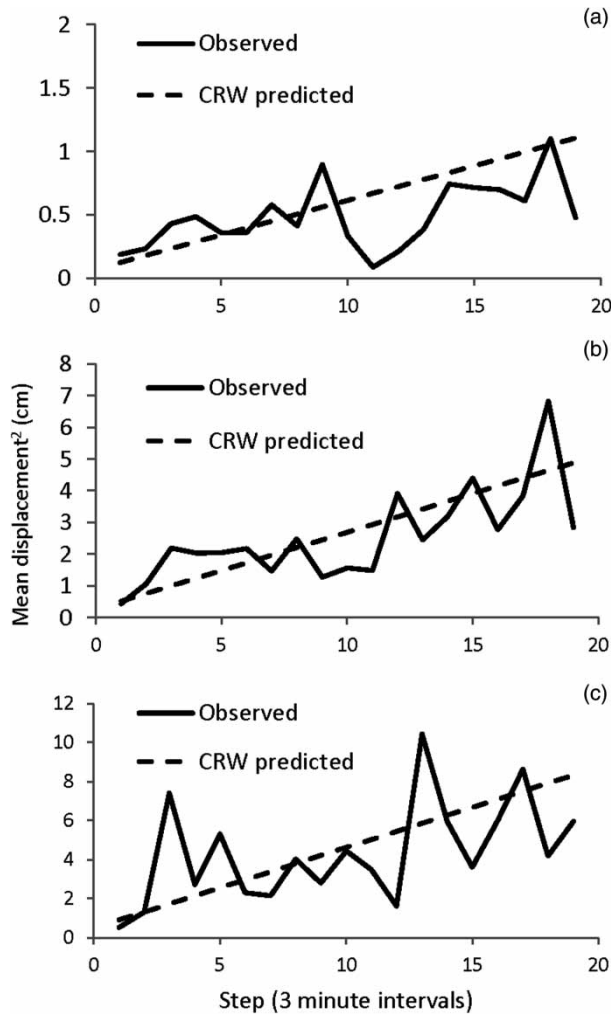 (a)
2
1.5
1
0.5
0
Observed
CRW predicted
0 5 10 15 20
(b)
8
7
6
5
4
3
2
1
0
Observed
CRW predicted
0 5 10 15 20
Mean displacement² (cm)
(c)
12
10
8
6
4
2
0
Observed
CRW predicted
0 5 10 15 20
Step (3 minute intervals)